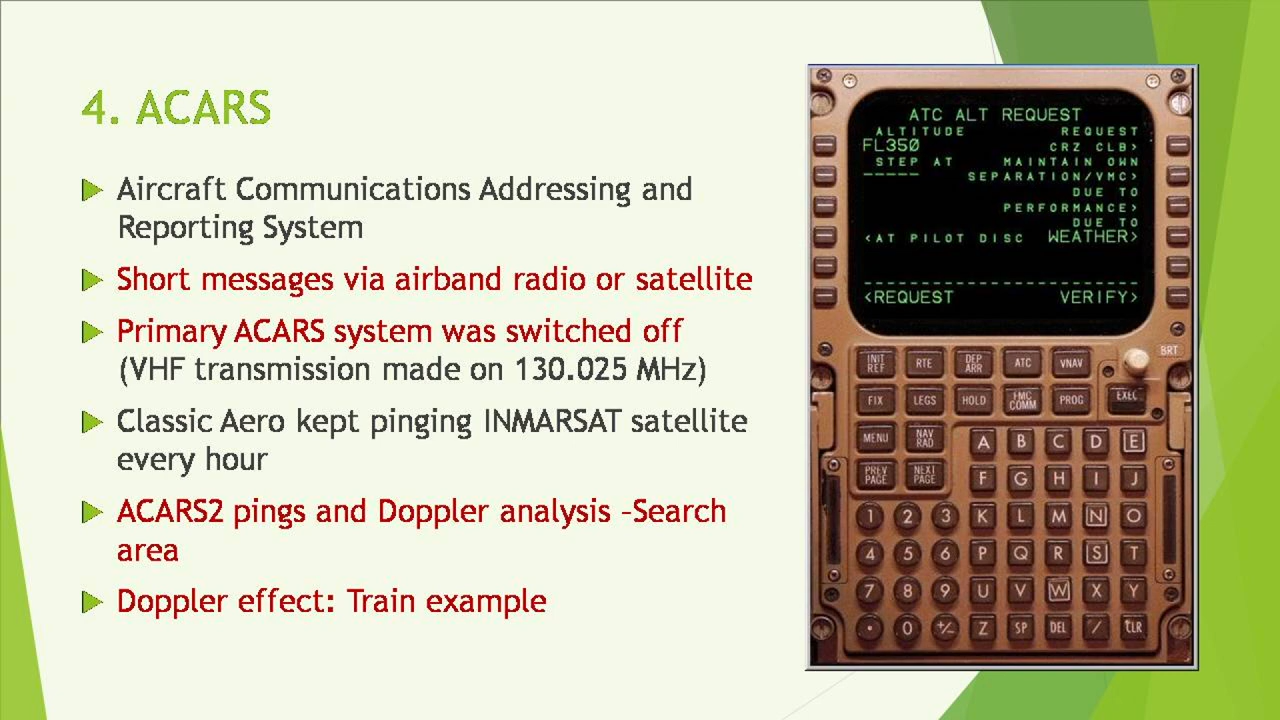 4. ACARS
Aircraft Communications Addressing and
Reporting System
Short messages via airband radio or satellite
Primary ACARS system was switched off
(VHF transmission made on 130.025 MHz)
Classic Aero kept pinging INMARSAT satellite
every hour
ACARS2 pings and Doppler analysis –Search
area
Doppler effect: Train example
ATC ALT REQUEST
ALTITUDE REQUEST
FL350 CRZ CLB>
STEP AT MAINTAIN OWN
----- SEPARATION/VMC>
DUE TO
PERFORMANCE>
DUE TO
<AT PILOT DISC WEATHER>
<REQUEST VERIFY>
BRT
INIT REF RTE DEP ARR ATC VNAV
FIX LEGS HOLD FMC COMM PROG EXEC
MENU NAV RAD A B C D E
PREV PAGE NEXT PAGE F G H I J
1 2 3 K L M N O
4 5 6 P Q R S T
7 8 9 U V W X Y
. 0 +/- Z SP DEL / CLR